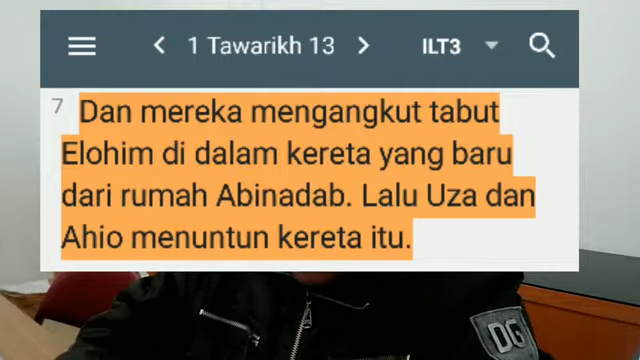 1 Tawarikh 13 ILT3
7 Dan mereka mengangkut tabut
Elohim di dalam kereta yang baru
dari rumah Abinadab. Lalu Uza dan
Ahio menuntun kereta itu.
DG